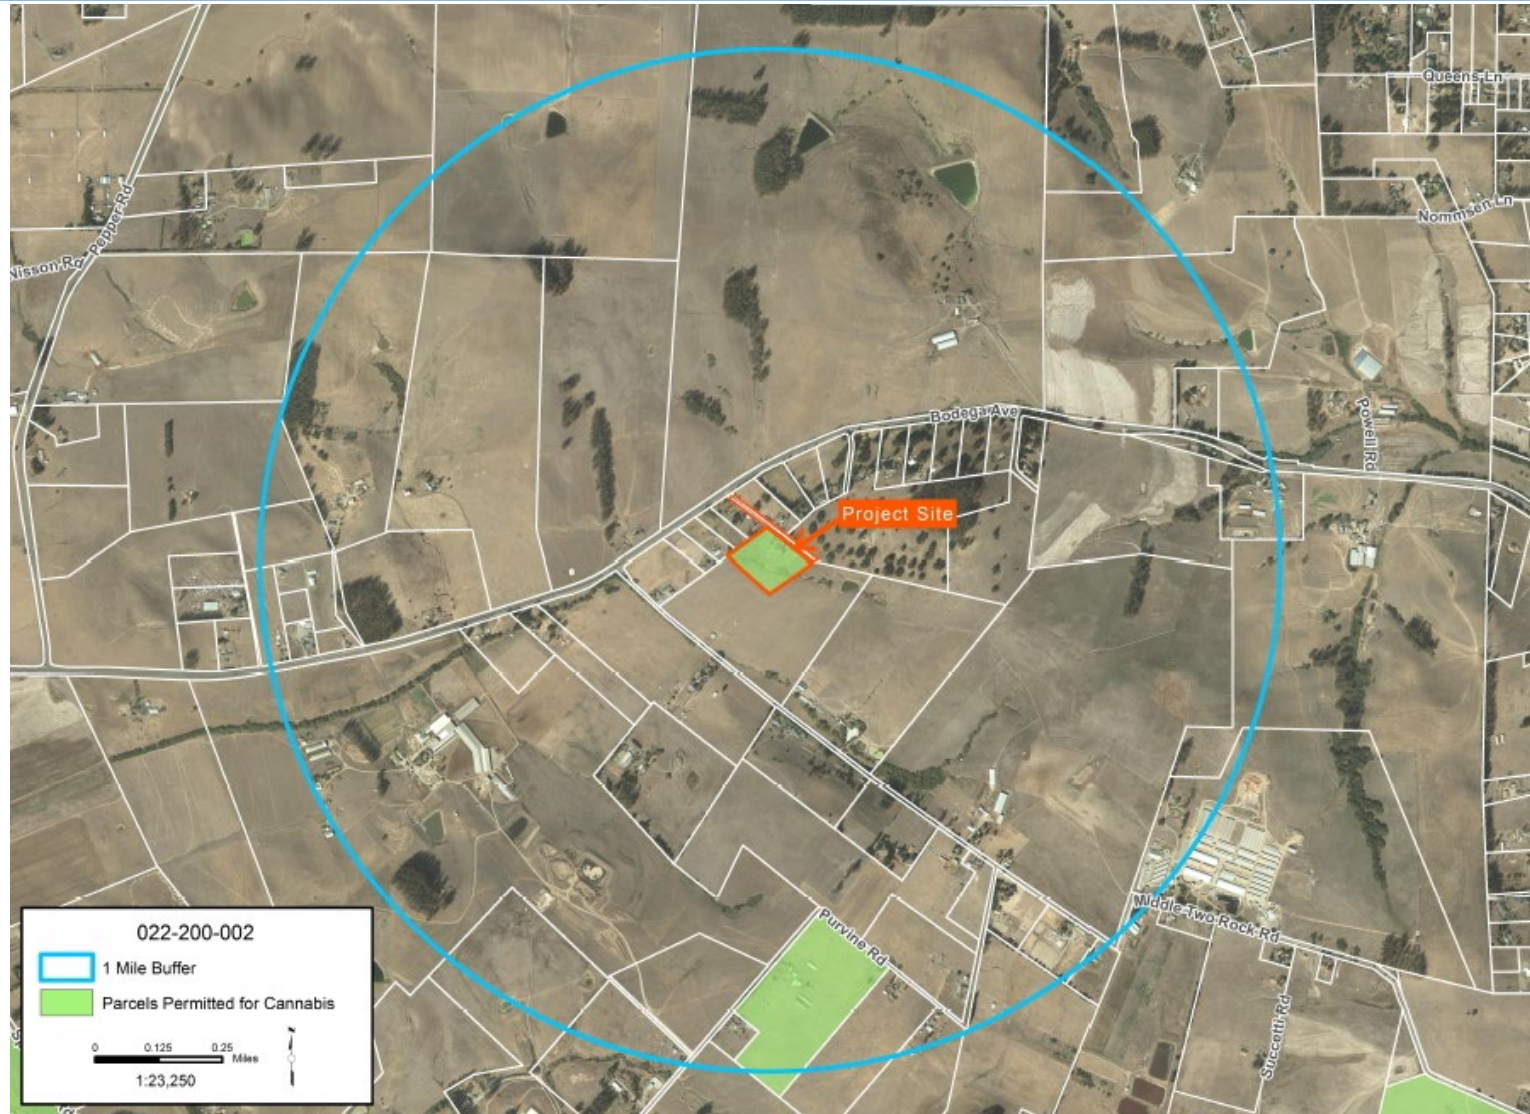 Queens Ln
Nommsen Ln
Pepper Rd
Nisson Rd
Bodega Ave
Powell Rd
Project Site
Middle Two Rock Rd
Purvine Rd
Succetti Rd
022-200-002
1 Mile Buffer
Parcels Permitted for Cannabis
0 0.125 0.25
Miles
1:23,250